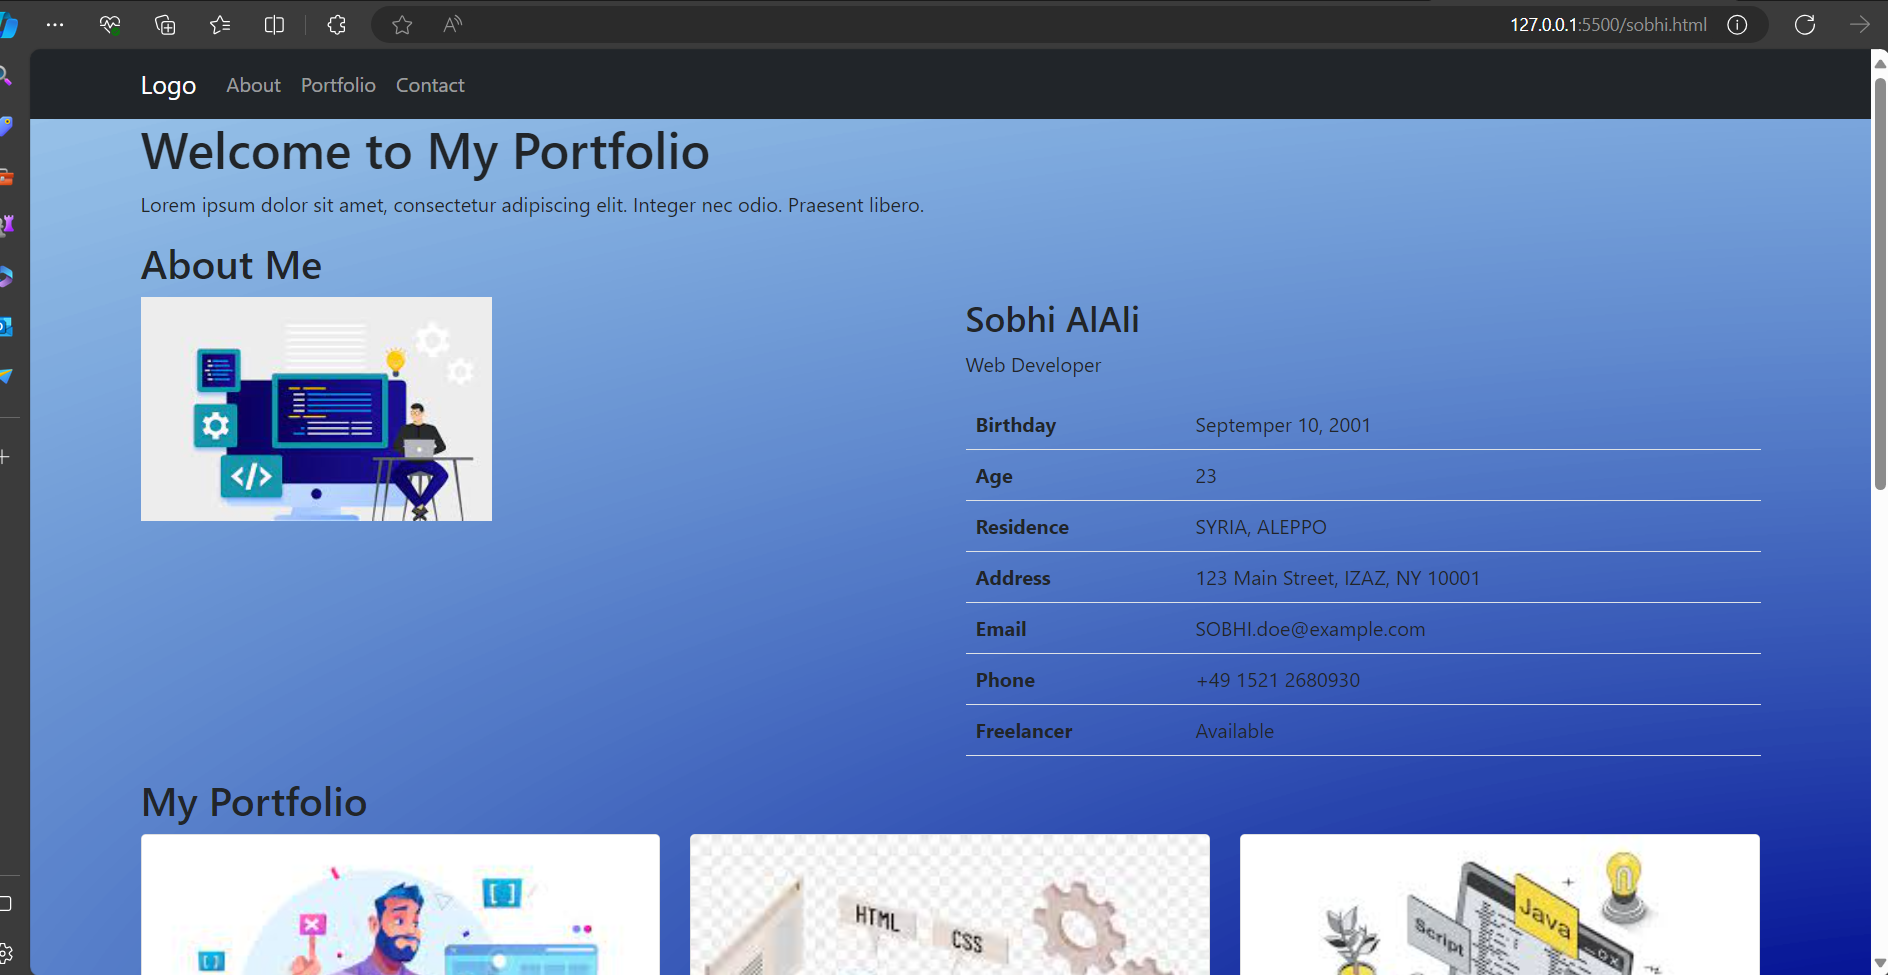 127.0.0.1:5500/sobhi.html
Logo About Portfolio Contact
Welcome to My Portfolio
Lorem ipsum dolor sit amet, consectetur adipiscing elit. Integer nec odio. Praesent libero.
About Me
Sobhi AlAli
Web Developer
Birthday Septemper 10, 2001
Age 23
Residence SYRIA, ALEPPO
Address 123 Main Street, IZAZ, NY 10001
Email SOBHI.doe@example.com
Phone +49 1521 2680930
Freelancer Available
My Portfolio
HTML
CSS
Script
Java